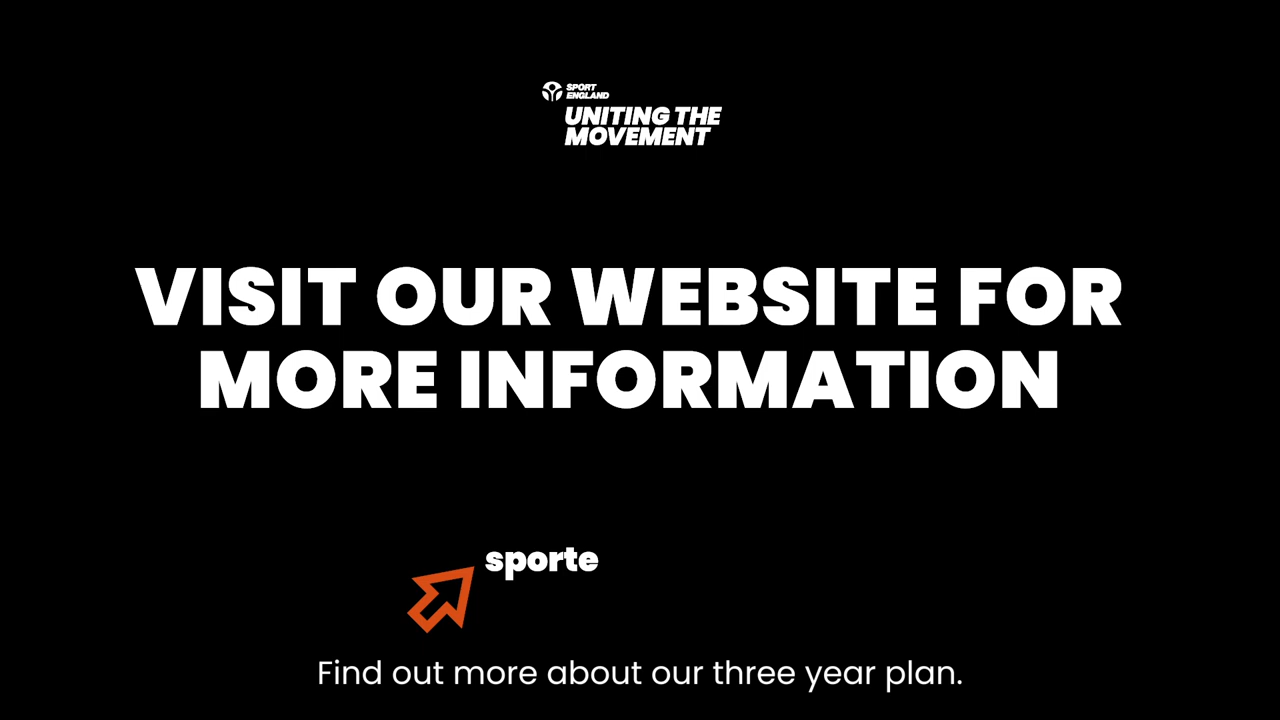 SPORT
ENGLAND
UNITING THE
MOVEMENT
VISIT OUR WEBSITE FOR
MORE INFORMATION
sporte
Find out more about our three year plan.